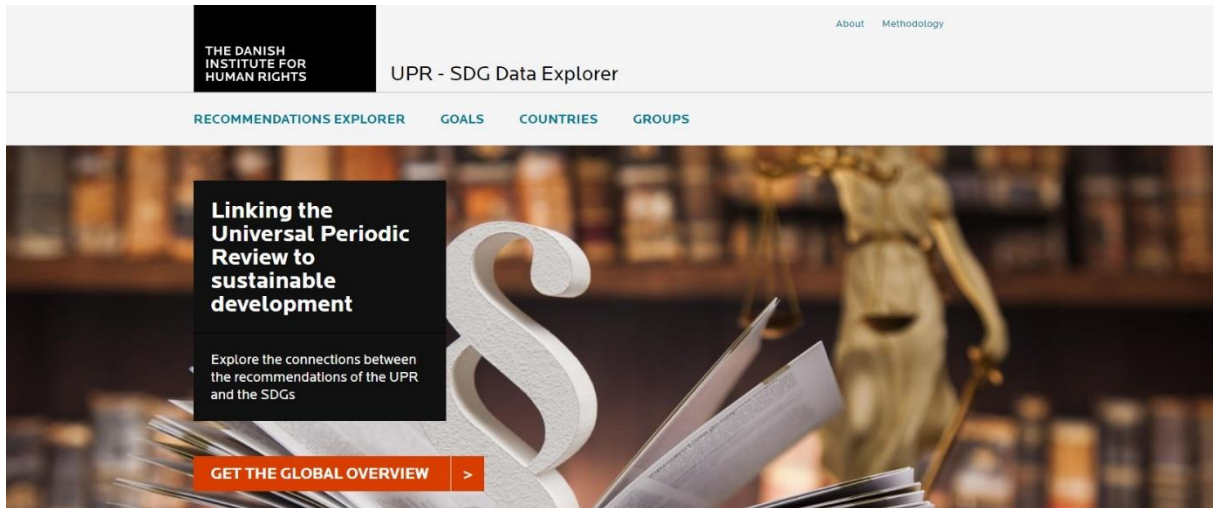 About Methodology
THE DANISH
INSTITUTE FOR
HUMAN RIGHTS
UPR - SDG Data Explorer
RECOMMENDATIONS EXPLORER GOALS COUNTRIES GROUPS
Linking the
Universal Periodic
Review to
sustainable
development
Explore the connections between
the recommendations of the UPR
and the SDGs
GET THE GLOBAL OVERVIEW >
§